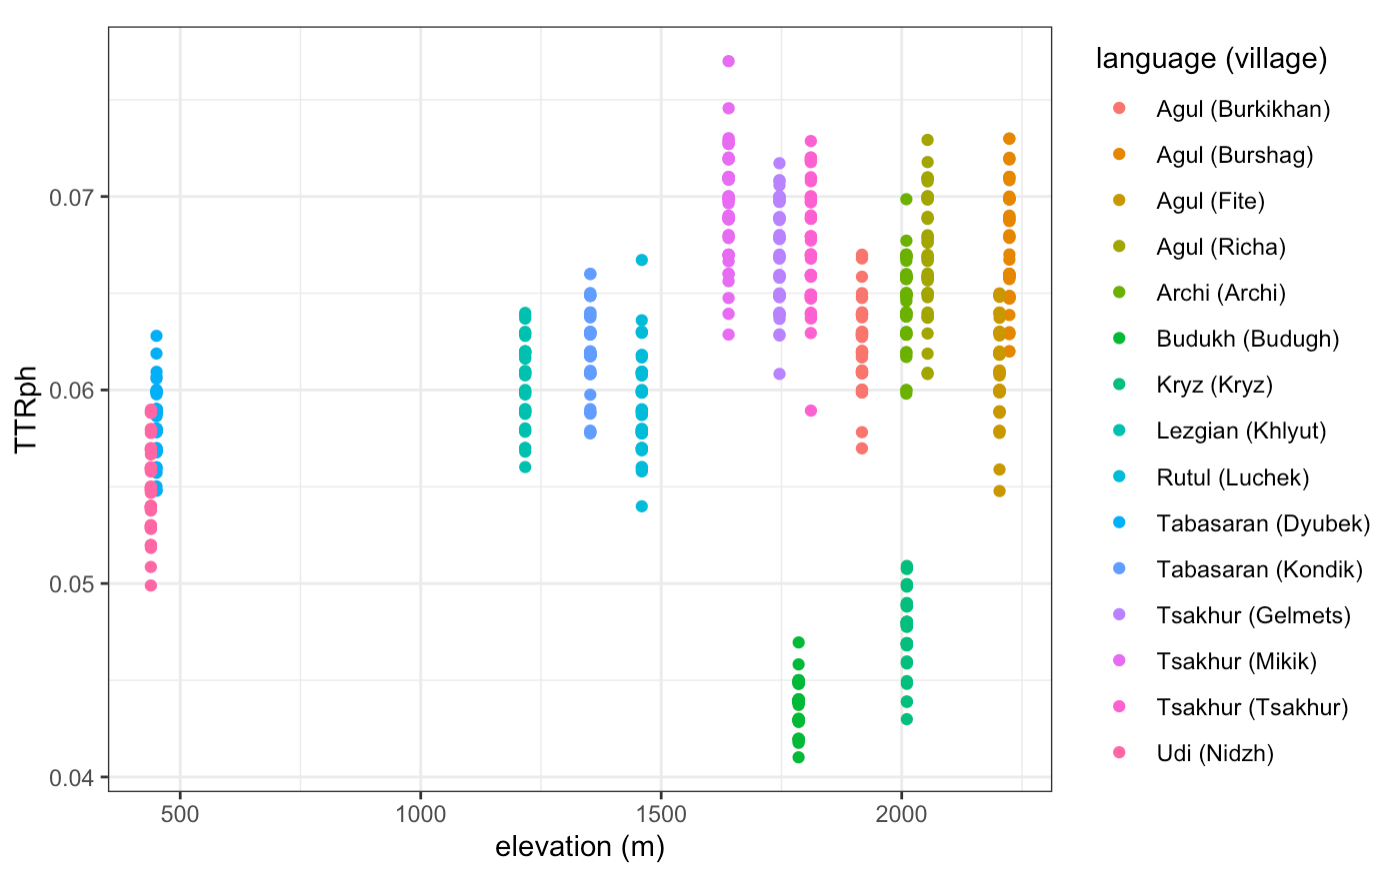 language (village)
Agul (Burkikhan)
Agul (Burshag)
Agul (Fite)
Agul (Richa)
Archi (Archi)
Budukh (Budugh)
Kryz (Kryz)
Lezgian (Khlyut)
Rutul (Luchek)
Tabasaran (Dyubek)
Tabasaran (Kondik)
Tsakhur (Gelmets)
Tsakhur (Mikik)
Tsakhur (Tsakhur)
Udi (Nidzh)
TTRph
0.07
0.06
0.05
0.04
500 1000 1500 2000
elevation (m)